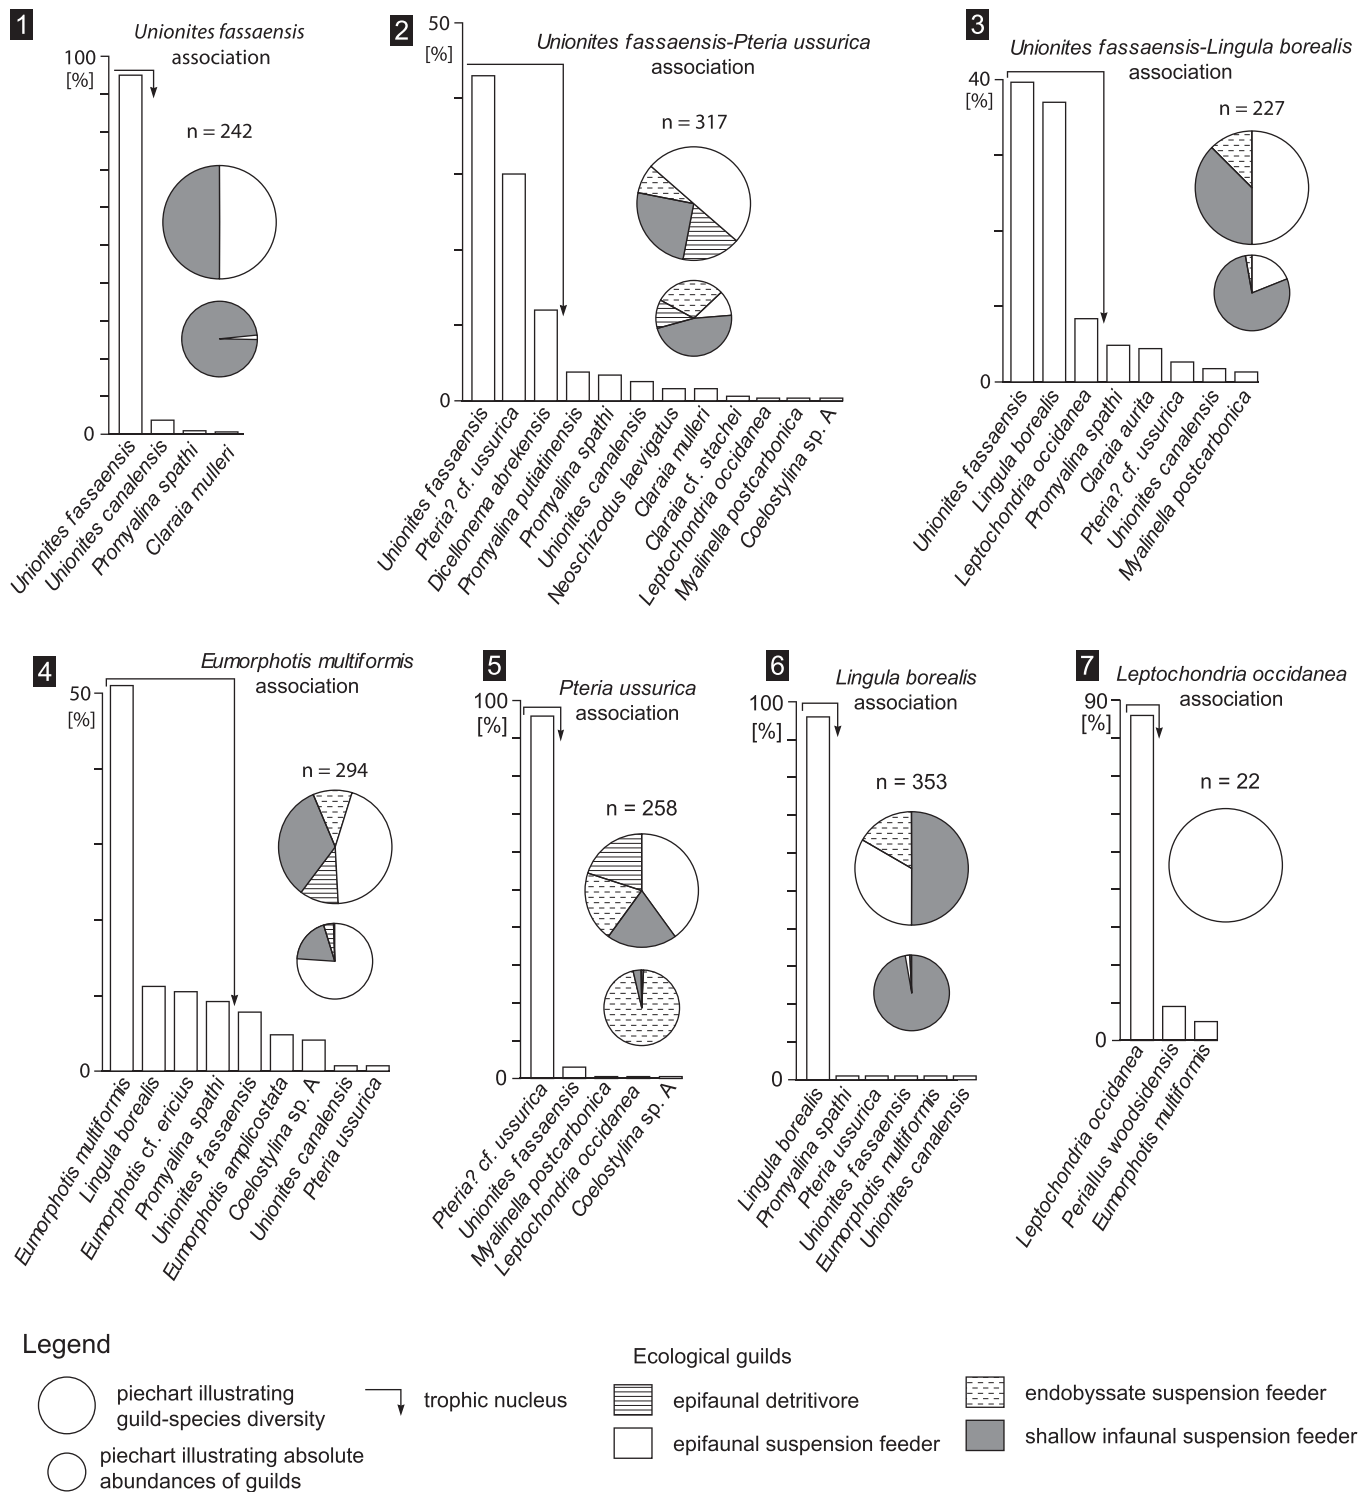 1
Unionites fassaensis
association
100
[%]
n = 242
0
Unionites fassaensis
Unionites canalensis
Promyalina spathi
Claraia mulleri
2
Unionites fassaensis-Pteria ussurica
association
50
[%]
n = 317
0
Unionites fassaensis
Pteria? cf. ussurica
Dicellonema abrekensis
Promyalina putiatinensis
Promyalina spathi
Unionites canalensis
Neoschizodus laevigatus
Claraia mulleri
Claraia cf. stachei
Leptochondria occidanea
Myalinella postcarbonica
Coelostylina sp. A
3
Unionites fassaensis-Lingula borealis
association
40
[%]
n = 227
0
Unionites fassaensis
Lingula borealis
Leptochondria occidanea
Promyalina spathi
Claraia aurita
Pteria? cf. ussurica
Unionites canalensis
Myalinella postcarbonica
4
Eumorphotis multiformis
association
50
[%]
n = 294
0
Eumorphotis multiformis
Lingula borealis
Eumorphotis cf. ericius
Promyalina spathi
Unionites fassaensis
Eumorphotis amplicostata
Coelostylina sp. A
Unionites canalensis
Pteria ussurica
5
Pteria ussurica
association
100
[%]
n = 258
0
Pteria? cf. ussurica
Unionites fassaensis
Myalinella postcarbonica
Leptochondria occidanea
Coelostylina sp. A
6
Lingula borealis
association
100
[%]
n = 353
0
Lingula borealis
Promyalina spathi
Pteria ussurica
Unionites fassaensis
Eumorphotis multiformis
Unionites canalensis
7
Leptochondria occidanea
association
90
[%]
n = 22
0
Leptochondria occidanea
Periallus woodsidensis
Eumorphotis multiformis
Legend
piechart illustrating
guild-species diversity
piechart illustrating absolute
abundances of guilds
trophic nucleus
Ecological guilds
epifaunal detritivore
epifaunal suspension feeder
endobyssate suspension feeder
shallow infaunal suspension feeder